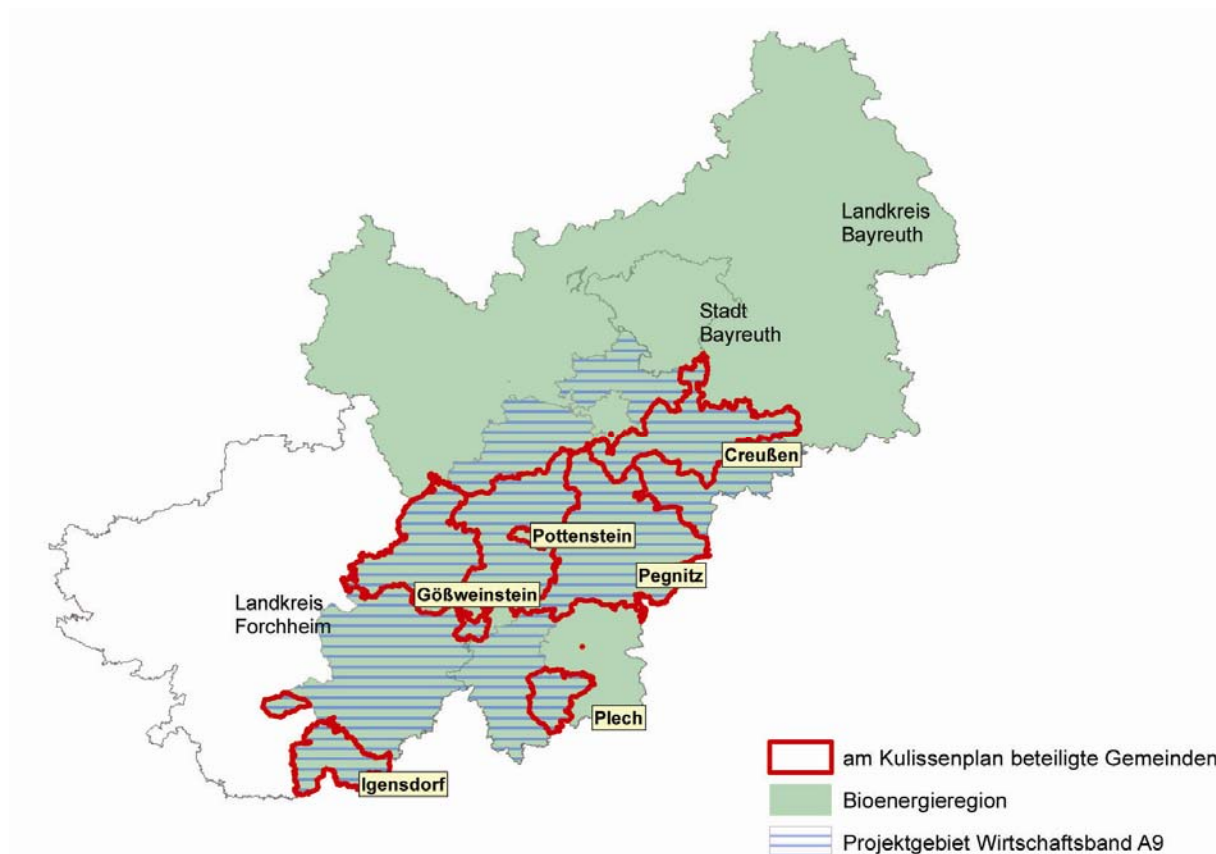 Landkreis
Bayreuth
Stadt
Bayreuth
Creußen
Pottenstein
Pegnitz
Gößweinstein
Landkreis
Forchheim
Plech
Igensdorf
am Kulissenplan beteiligte Gemeinden
Bioenergieregion
Projektgebiet Wirtschaftsband A9